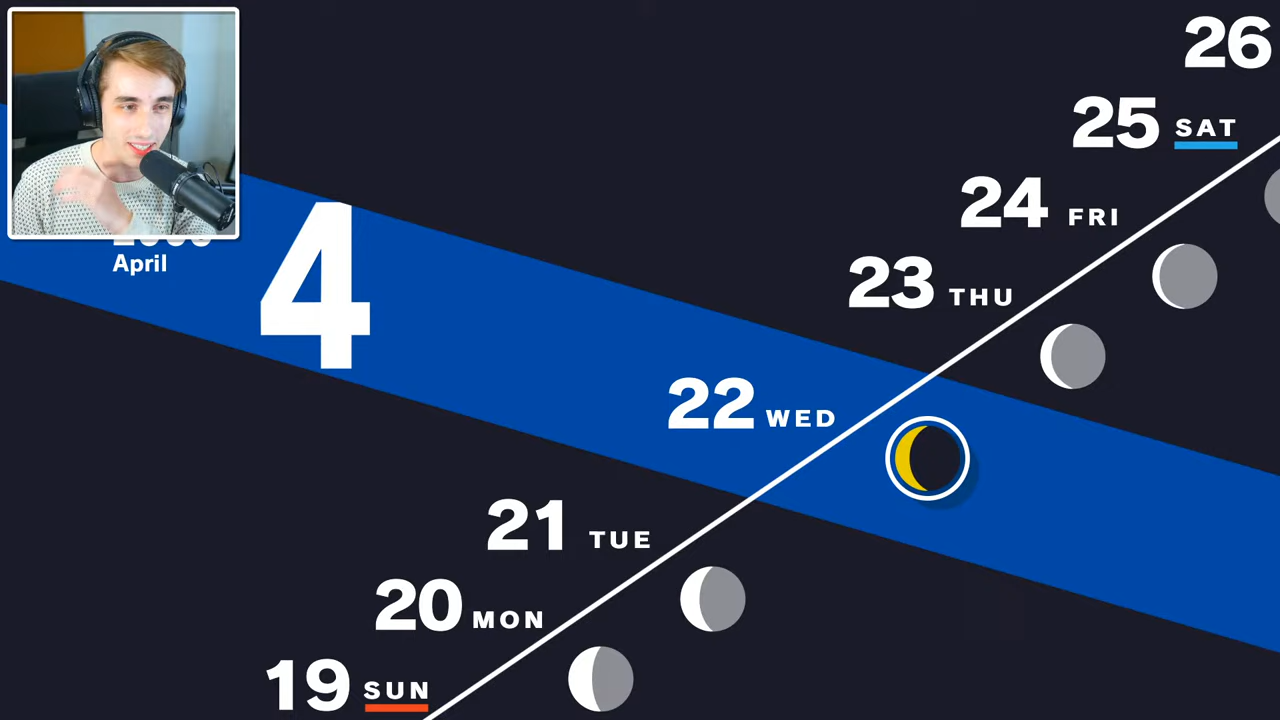 26
25 SAT
24 FRI
23 THU
April
4
22 WED
21 TUE
20 MON
19 SUN